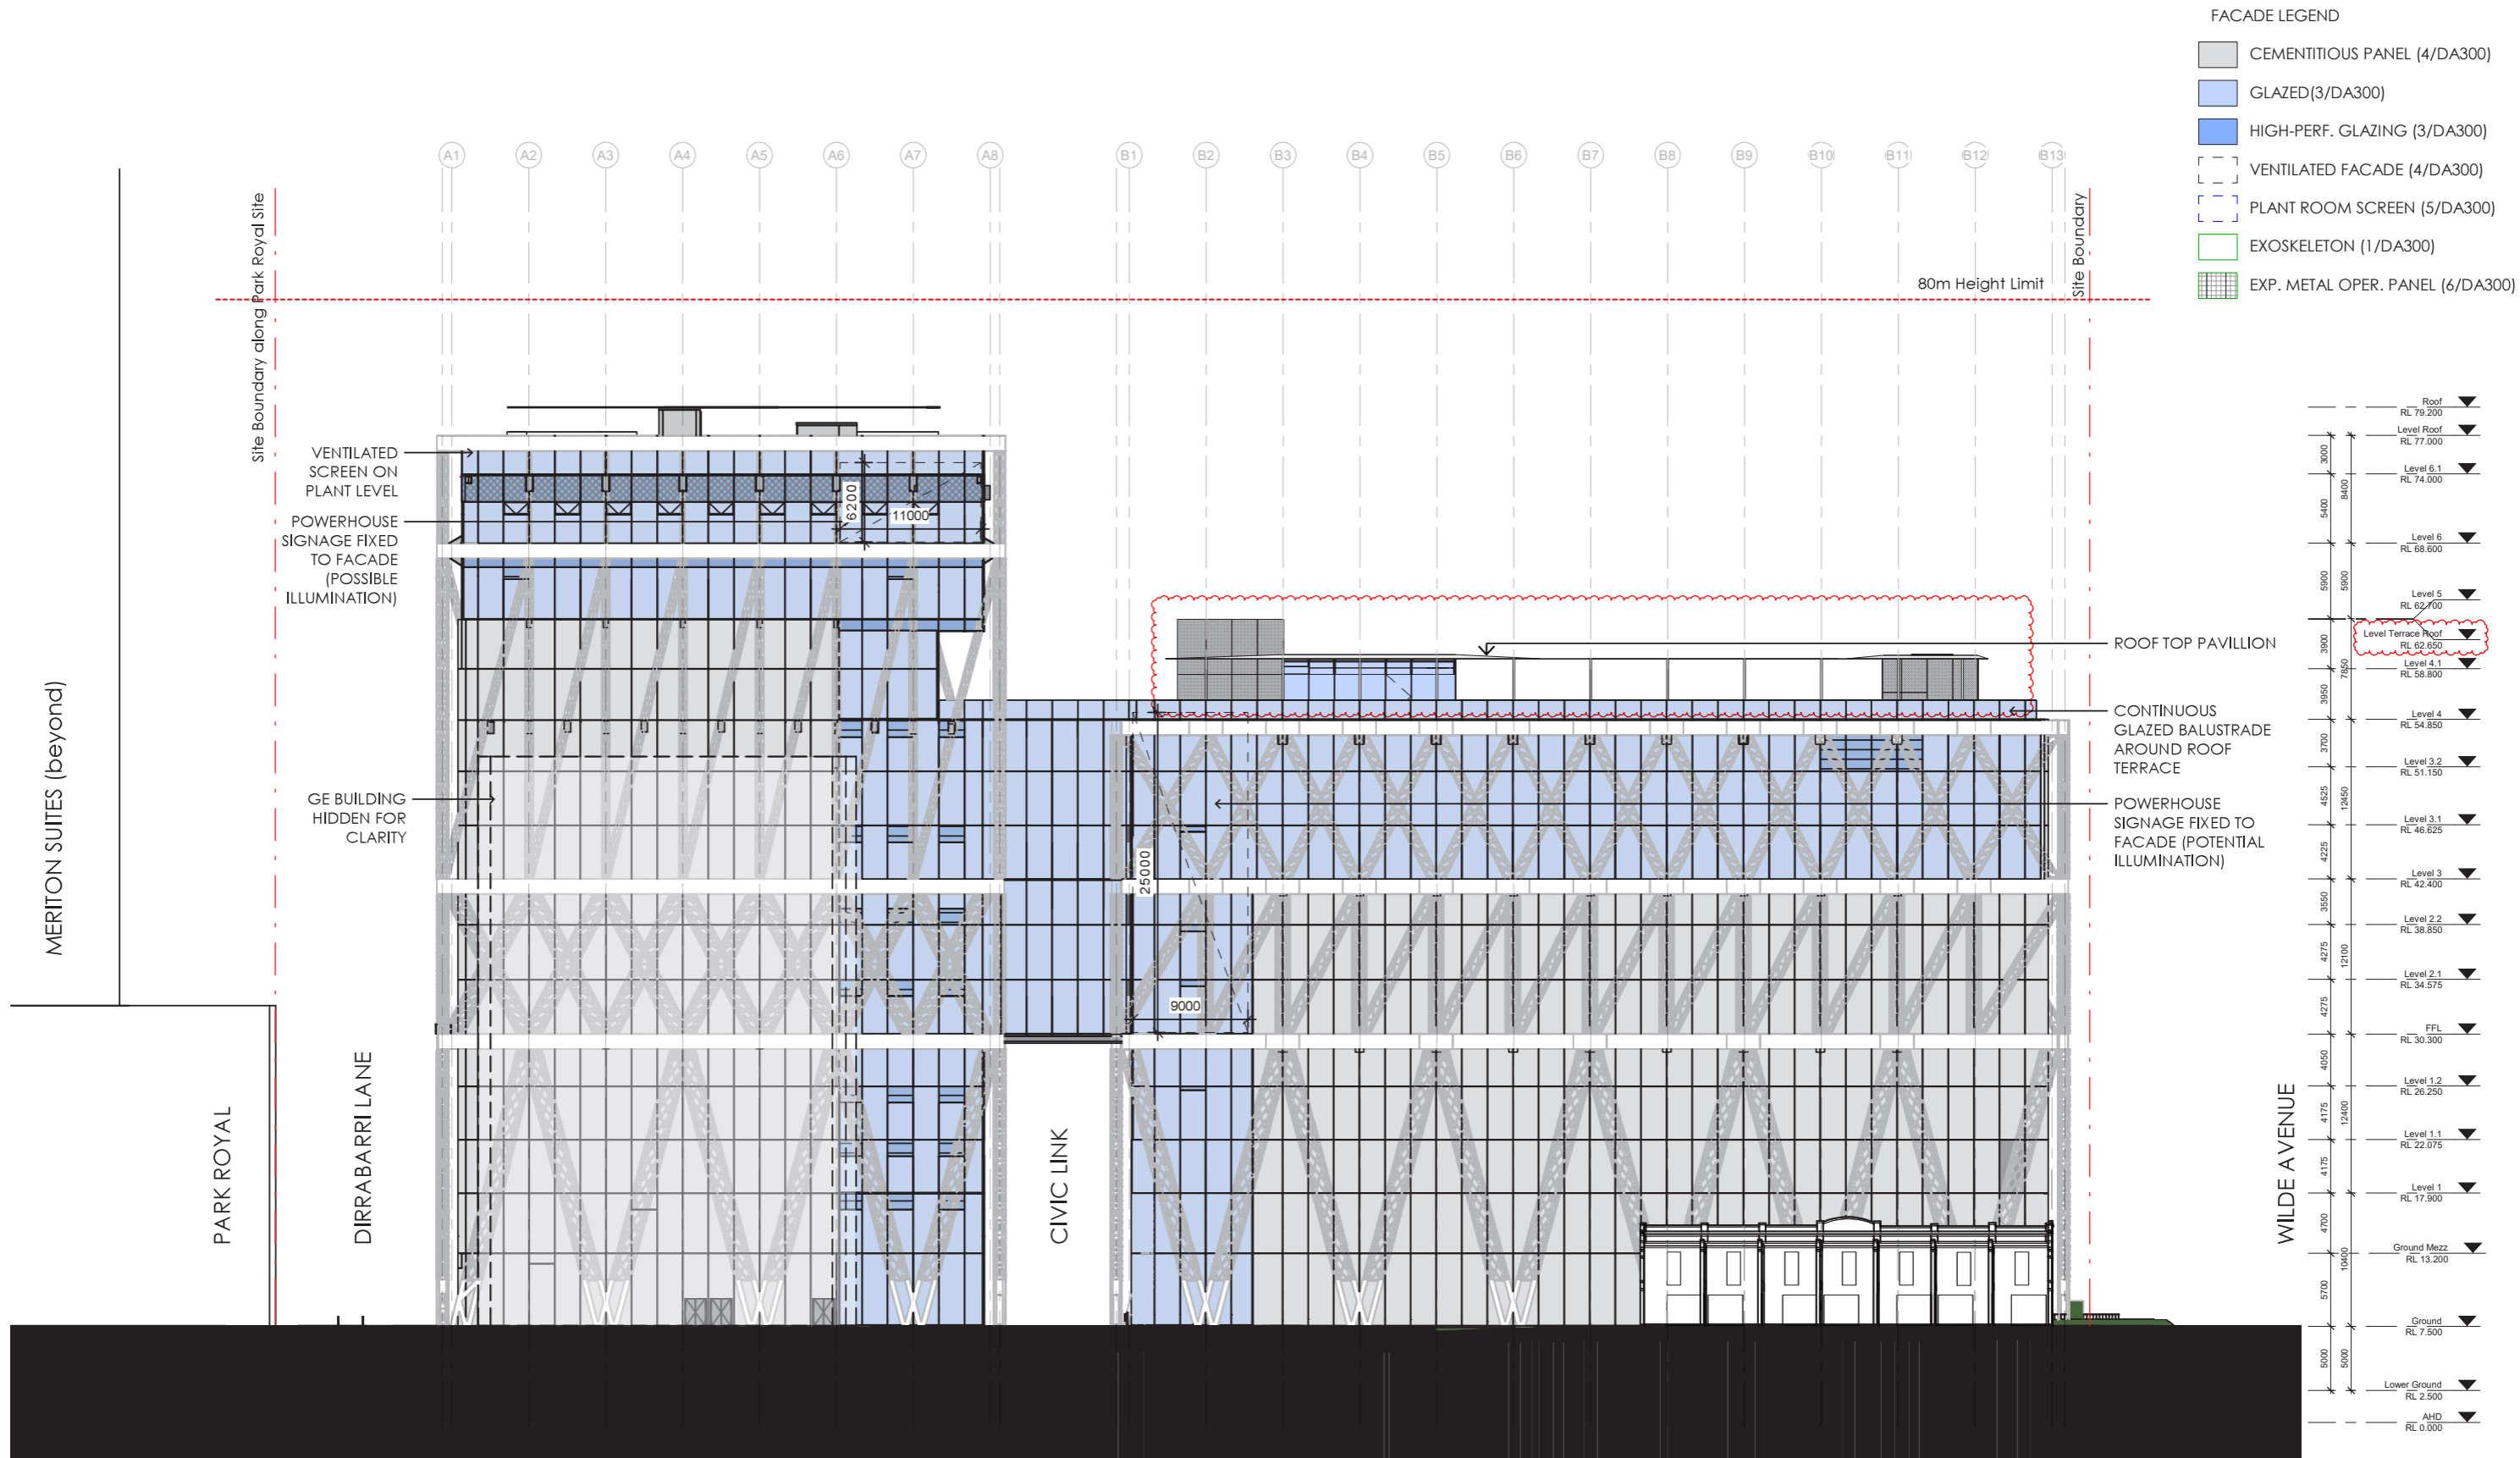 FACADE LEGEND
CEMENTITIOUS PANEL (4/DA300)
GLAZED(3/DA300)
HIGH-PERF. GLAZING (3/DA300)
VENTILATED FACADE (4/DA300)
PLANT ROOM SCREEN (5/DA300)
EXOSKELETON (1/DA300)
EXP. METAL OPER. PANEL (6/DA300)
A1
A2
A3
A4
A5
A6
A7
A8
B1
B2
B3
B4
B5
B6
B7
B8
B9
B10
B11
B12
B13
Site Boundary along Park Royal Site
Site Boundary
80m Height Limit
VENTILATED
SCREEN ON
PLANT LEVEL
POWERHOUSE
SIGNAGE FIXED
TO FACADE
(POSSIBLE
ILLUMINATION)
GE BUILDING
HIDDEN FOR
CLARITY
6200
11000
25000
9000
ROOF TOP PAVILLION
CONTINUOUS
GLAZED BALUSTRADE
AROUND ROOF
TERRACE
POWERHOUSE
SIGNAGE FIXED TO
FACADE (POTENTIAL
ILLUMINATION)
MERITON SUITES (beyond)
PARK ROYAL
DIRRABARRI LANE
CIVIC LINK
WILDE AVENUE
3000
5400
5900
3900
3950
3700
4525
4225
3550
4275
4275
4050
4175
4175
4700
5700
5000
8400
5900
7850
12450
12100
12400
10400
5000
Roof
RL 79.200
Level Roof
RL 77.000
Level 6.1
RL 74.000
Level 6
RL 68.600
Level 5
RL 62.700
Level Terrace Roof
RL 62.650
Level 4.1
RL 58.800
Level 4
RL 54.850
Level 3.2
RL 51.150
Level 3.1
RL 46.625
Level 3
RL 42.400
Level 2.2
RL 38.850
Level 2.1
RL 34.575
FFL
RL 30.300
Level 1.2
RL 26.250
Level 1.1
RL 22.075
Level 1
RL 17.900
Ground Mezz
RL 13.200
Ground
RL 7.500
Lower Ground
RL 2.500
AHD
RL 0.000